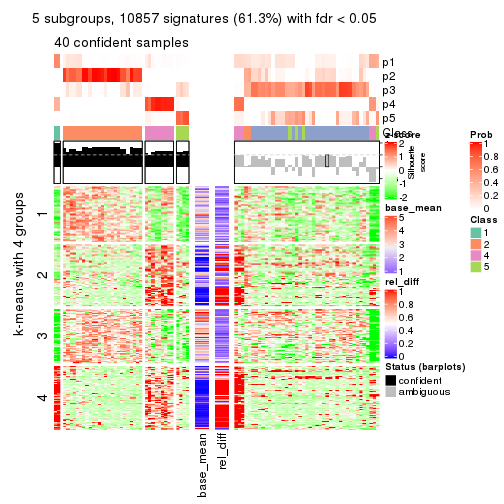 5 subgroups, 10857 signatures (61.3%) with fdr < 0.05
40 confident samples
p1
p2
p3
p4
p5
Class
Silhouette
score
k-means with 4 groups
1
2
3
4
base_mean
rel_diff
z-score
2
1
0
-1
-2
base_mean
5
4
3
2
1
rel_diff
1
0.8
0.6
0.4
0.2
0
Status (barplots)
confident
ambiguous
Prob
1
0.8
0.6
0.4
0.2
0
Class
1
2
4
5